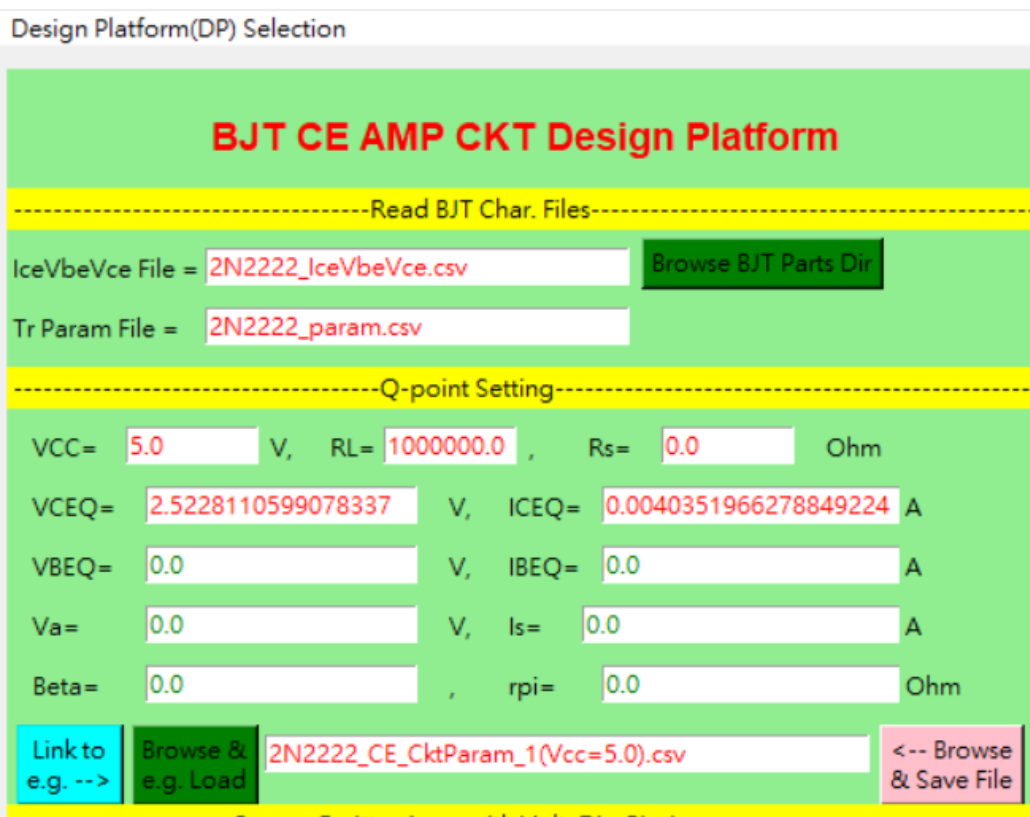 Design Platform(DP) Selection
BJT CE AMP CKT Design Platform
------------------------------------Read BJT Char. Files---------------------------------------------
IceVbeVce File = 2N2222_IceVbeVce.csv Browse BJT Parts Dir
Tr Param File = 2N2222_param.csv
-------------------------------------Q-point Setting-------------------------------------------------
VCC= 5.0 V, RL= 1000000.0 , Rs= 0.0 Ohm
VCEQ= 2.5228110599078337 V, ICEQ= 0.0040351966278849224 A
VBEQ= 0.0 V, IBEQ= 0.0 A
Va= 0.0 V, Is= 0.0 A
Beta= 0.0 , rpi= 0.0 Ohm
Link to Browse & 2N2222_CE_CktParam_1(Vcc=5.0).csv <-- Browse
e.g. --> e.g. Load & Save File